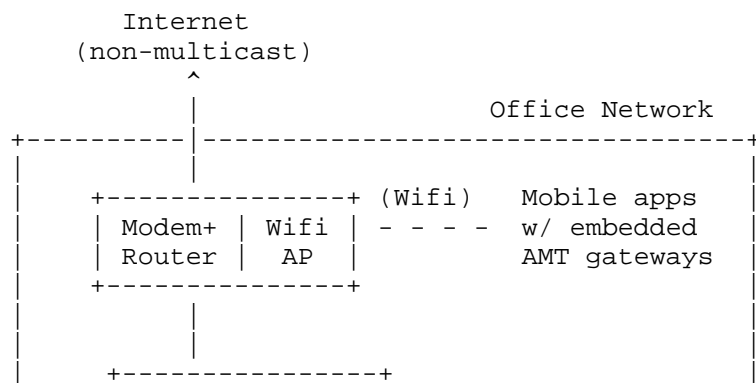 Internet
(non-multicast)
Office Network
(Wifi) Mobile apps
Modem+ | Wifi | - - - - w/ embedded
Router | AP | AMT gateways